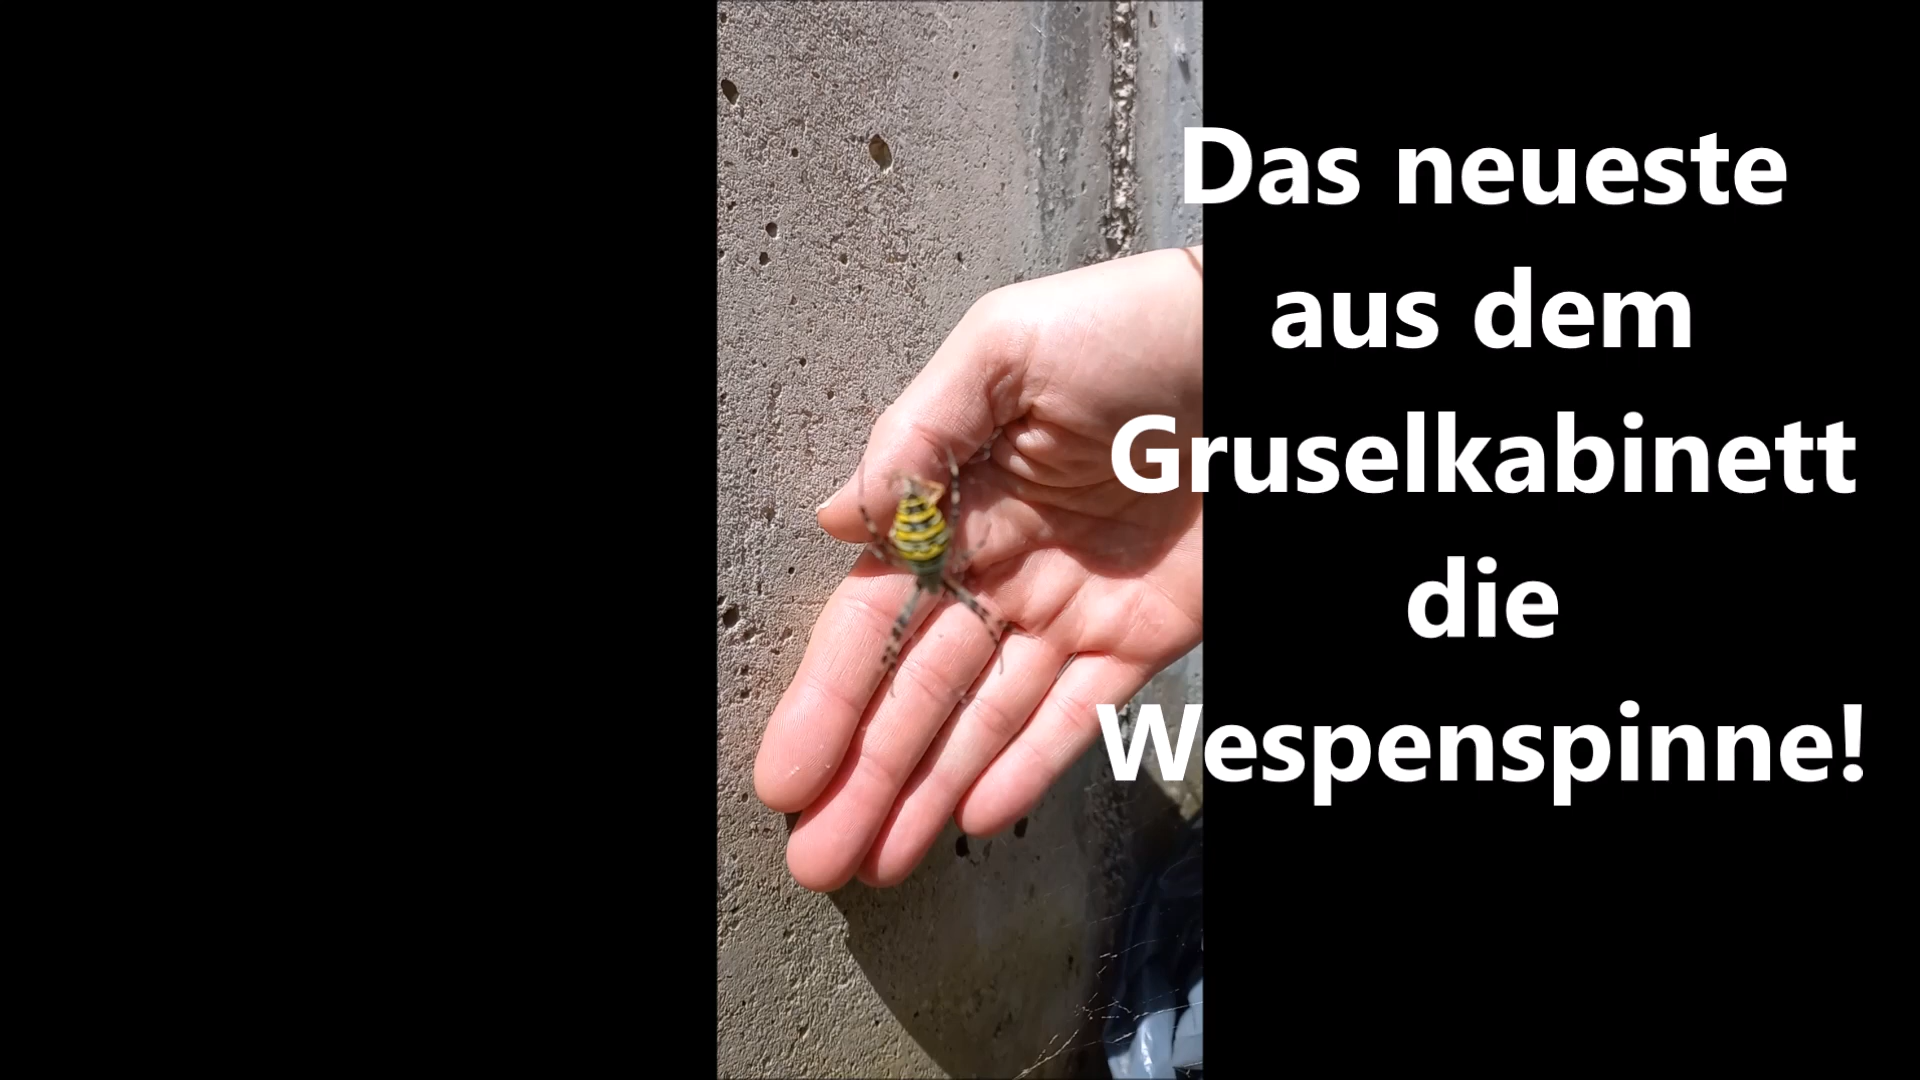 Das neueste
aus dem
Gruselkabinett
die
Wespenspinne!